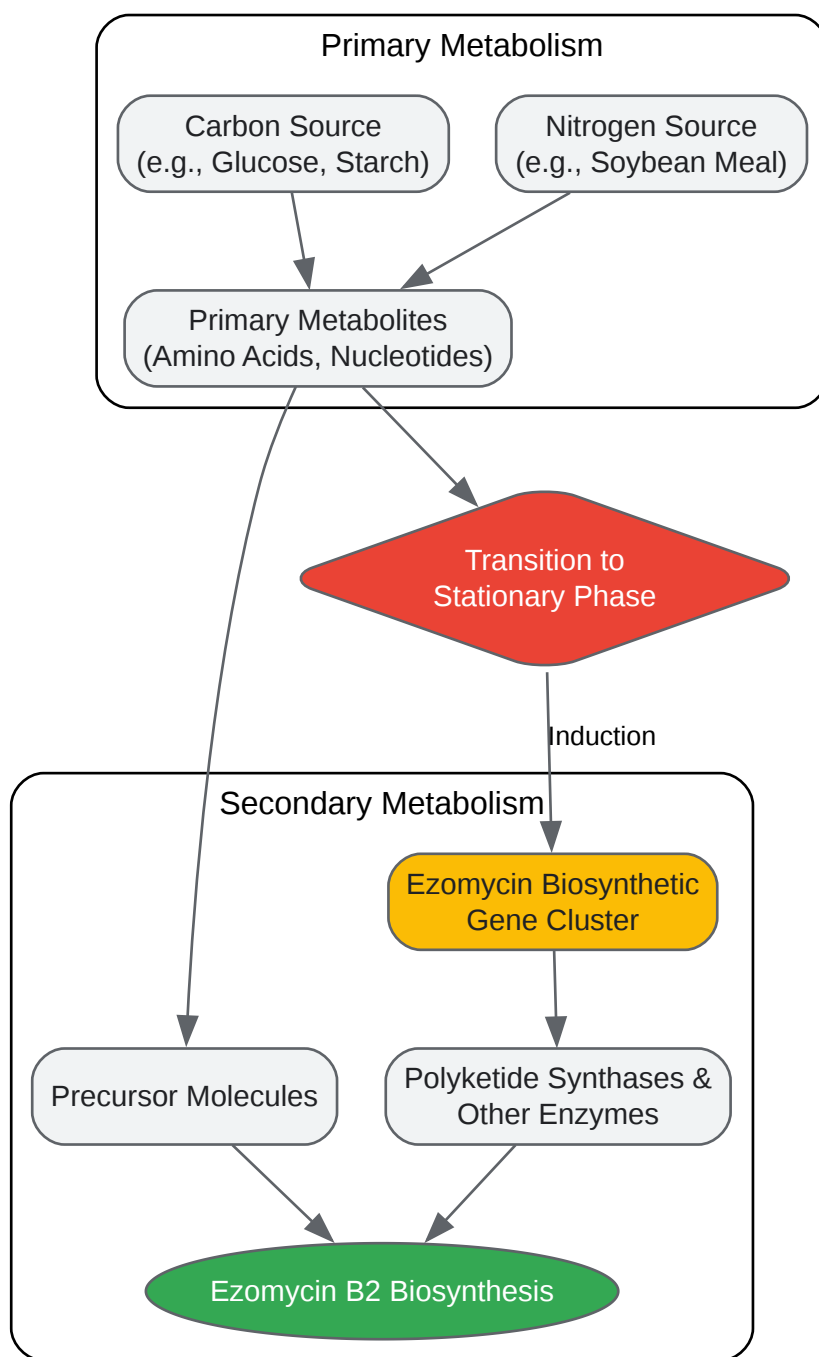 Primary Metabolism
Carbon Source
(e.g., Glucose, Starch)
Nitrogen Source
(e.g., Soybean Meal)
Primary Metabolites
(Amino Acids, Nucleotides)
Transition to
Stationary Phase
Induction
Secondary Metabolism
Ezomycin Biosynthetic
Gene Cluster
Precursor Molecules
Polyketide Synthases &
Other Enzymes
Ezomycin B2 Biosynthesis